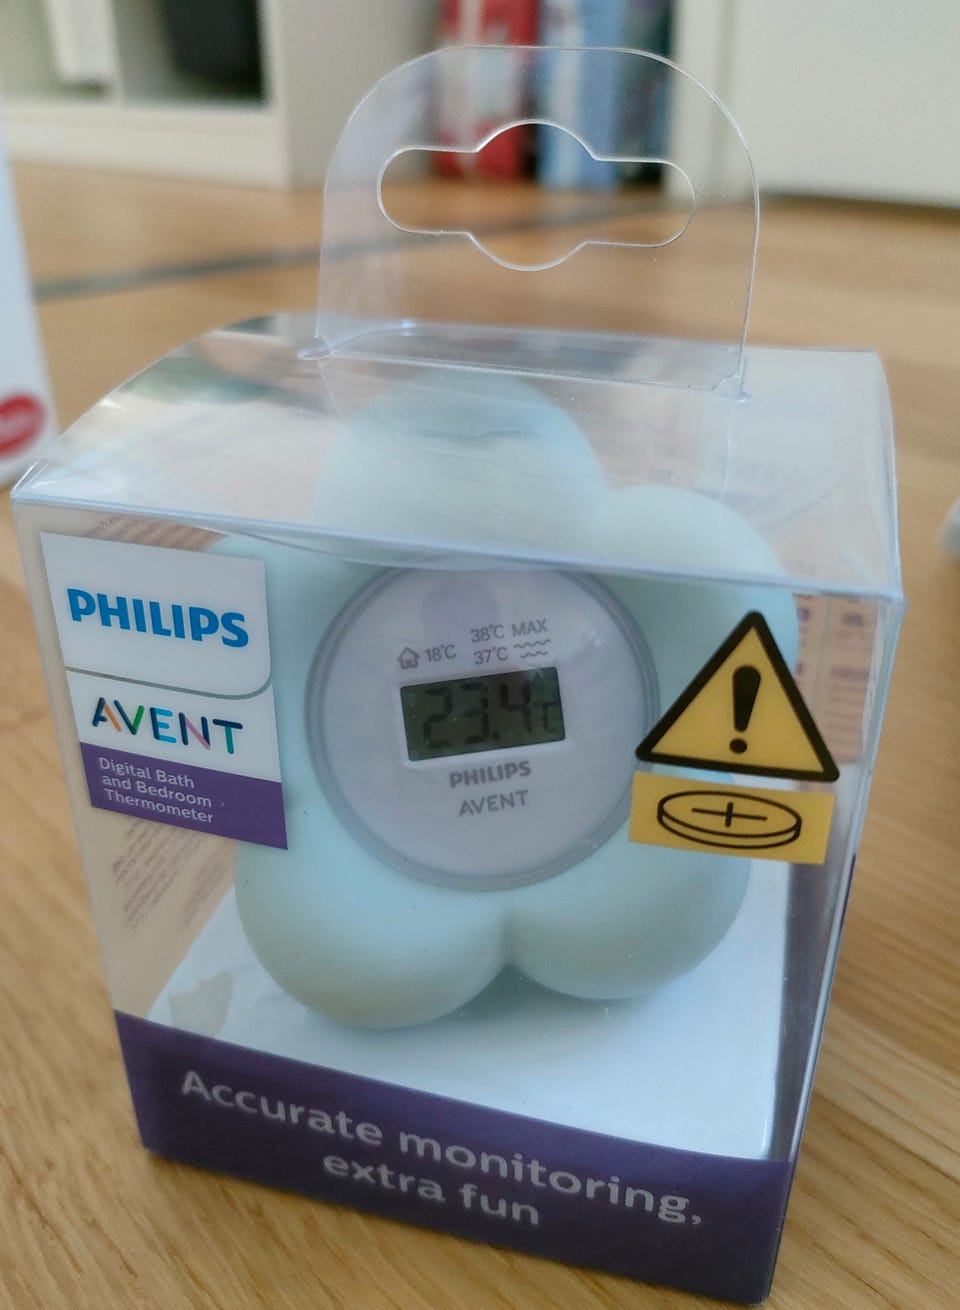 PHILIPS
AVENT
Digital Bath
and Bedroom
Thermometer
38°C MAX
18°C 37°C
23.4°C
PHILIPS
AVENT
Accurate monitoring,
extra fun